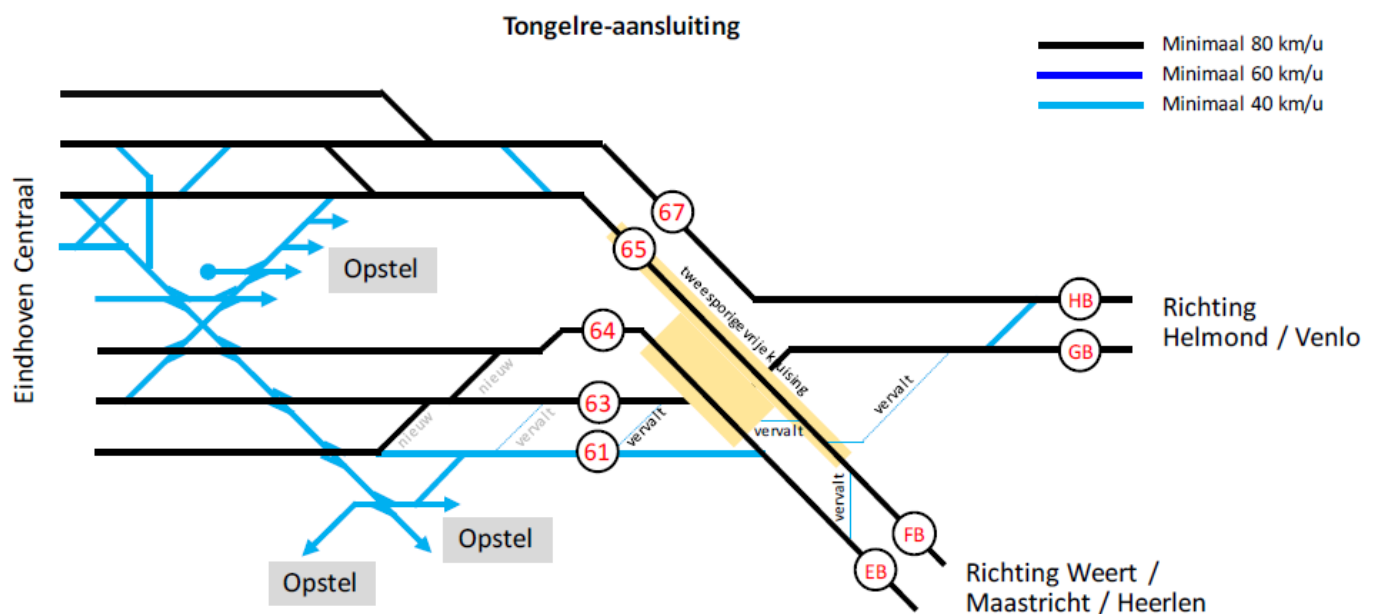 Tongelre-aansluiting
Minimaal 80 km/u
Minimaal 60 km/u
Minimaal 40 km/u
Eindhoven Centraal
67
65
Opstel
tweesporige vrije kruising
HB
Richting
Helmond / Venlo
64
GB
nieuw
vervalt
63
nieuw
vervalt
vervalt
vervalt
61
vervalt
Opstel
FB
Opstel
EB
Richting Weert /
Maastricht / Heerlen